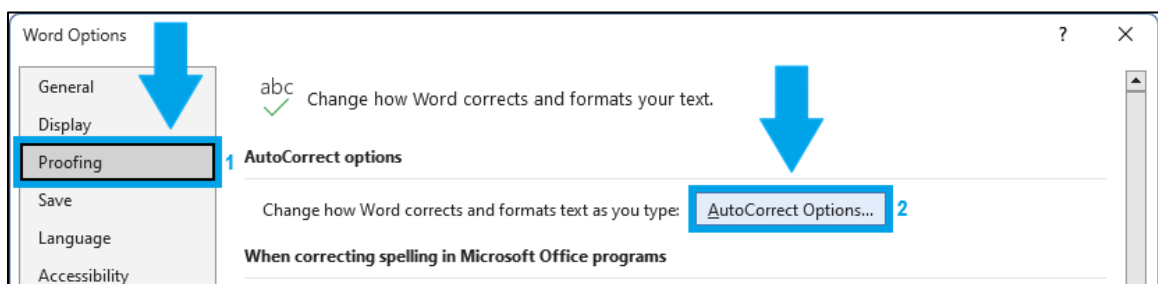 Word Options
?
General
Display
Proofing
1
Save
Language
Accessibility
abc
Change how Word corrects and formats your text.
AutoCorrect options
Change how Word corrects and formats text as you type:
AutoCorrect Options...
2
When correcting spelling in Microsoft Office programs